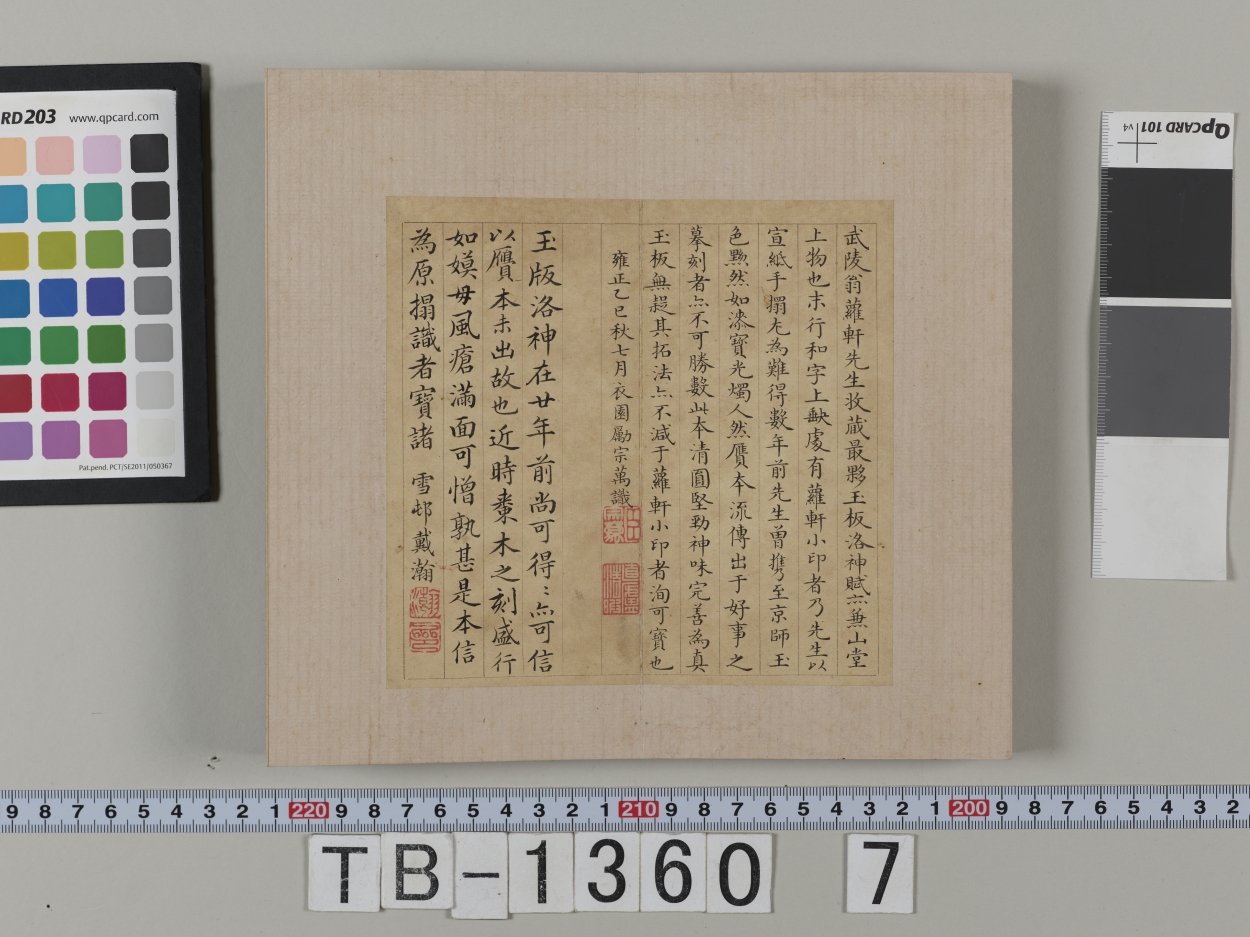 武陵翁蘿軒先生收藏最夥玉板洛神賦亦兼山堂
上物也末行和字上缺處有蘿軒小印者乃先生以
宣紙手搨尤為難得數年前先生曾攜至京師玉
色黝然如漆寶光燭人然贋本流傳出于好事之
摹刻者亦不可勝數此本清圓堅勁神味完善為真
玉板無疑其拓法亦不减于蘿軒小印者洵可寶也
雍正乙巳秋七月衣園勵宗萬識
玉版洛神在廿年前尚可得〻亦可信
以贋本未出故也近時棗木之刻盛行
如嫫母風瘡滿面可憎孰甚是本信
為原搨識者寶諸 雪邨戴瀚
RD203 www.qpcard.com
Pat.pend. PCT/SE2011/050367
QPCARD 101 v4
9 8 7 6 5 4 3 2 1 220 9 8 7 6 5 4 3 2 1 210 9 8 7 6 5 4 3 2 1 200 9 8 7 6 5 4 3 2
TB-1360 7